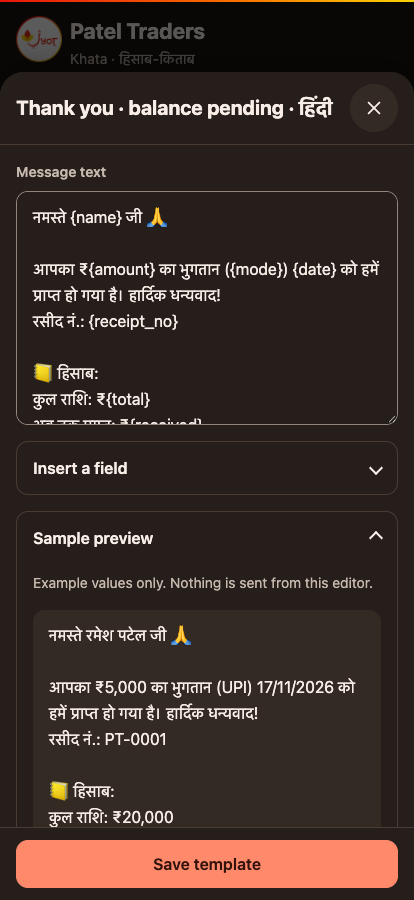 Jyot
Patel Traders
Khata · हिसाब-किताब
Thank you · balance pending · हिंदी
Message text
नमस्ते {name} जी 🙏
आपका ₹{amount} का भुगतान ({mode}) {date} को हमें
प्राप्त हो गया है। हार्दिक धन्यवाद!
रसीद नं.: {receipt_no}
📒 हिसाब:
कुल राशि: ₹{total}
Insert a field
Sample preview
Example values only. Nothing is sent from this editor.
नमस्ते रमेश पटेल जी 🙏
आपका ₹5,000 का भुगतान (UPI) 17/11/2026 को
हमें प्राप्त हो गया है। हार्दिक धन्यवाद!
रसीद नं.: PT-0001
📒 हिसाब:
कुल राशि: ₹20,000
Save template